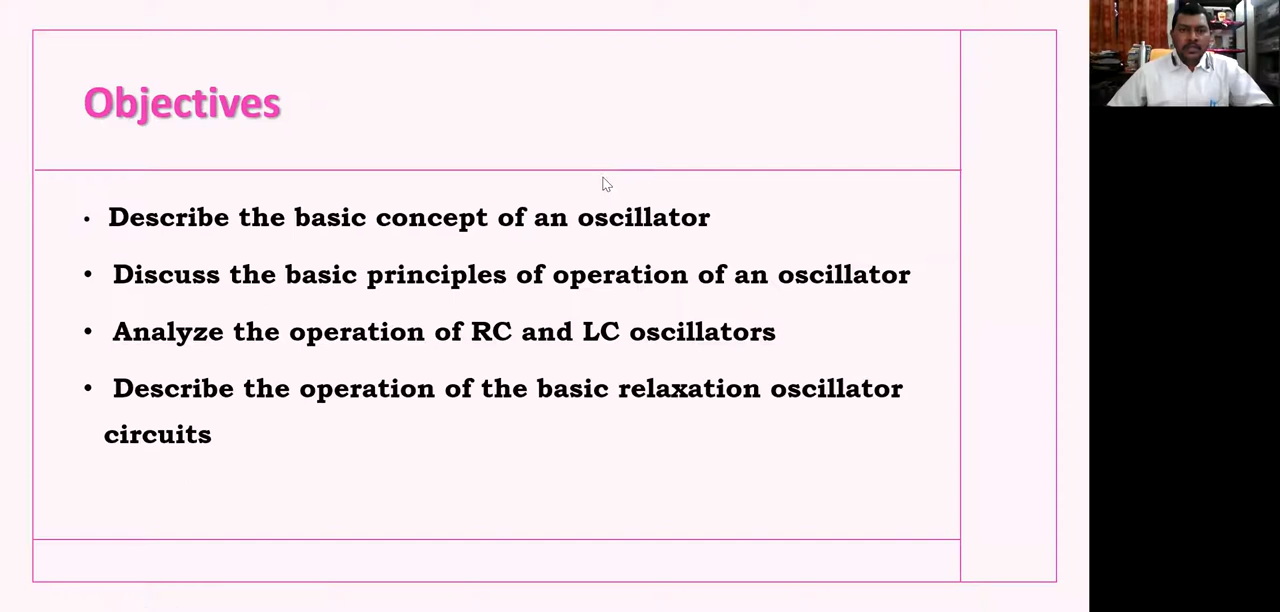 Objectives
• Describe the basic concept of an oscillator
• Discuss the basic principles of operation of an oscillator
• Analyze the operation of RC and LC oscillators
• Describe the operation of the basic relaxation oscillator
circuits